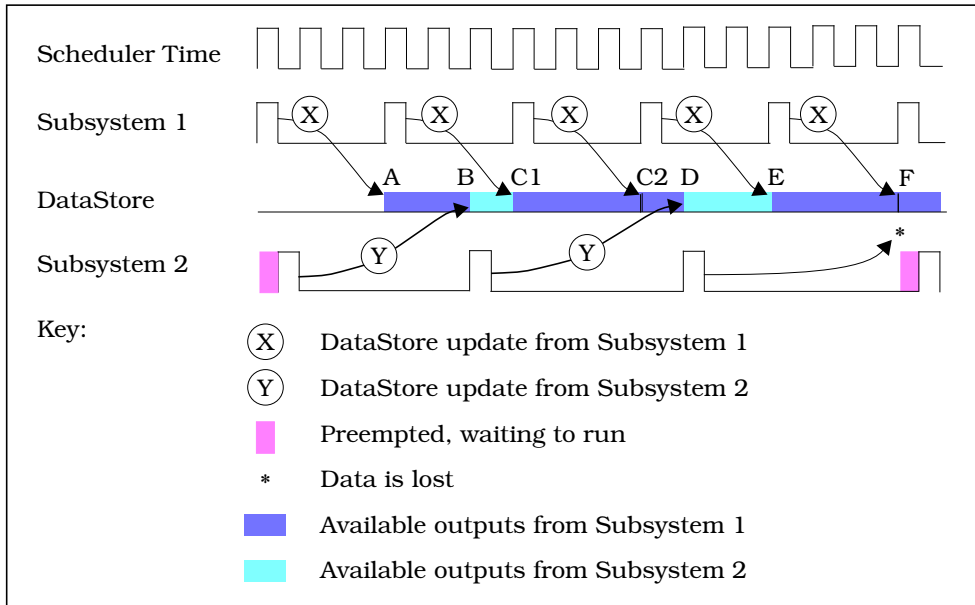 Scheduler Time
Subsystem 1
X X X X X
A B C1 C2 D E F
DataStore
*
Y Y
Subsystem 2
Key:
X DataStore update from Subsystem 1
Y DataStore update from Subsystem 2
Preempted, waiting to run
* Data is lost
Available outputs from Subsystem 1
Available outputs from Subsystem 2